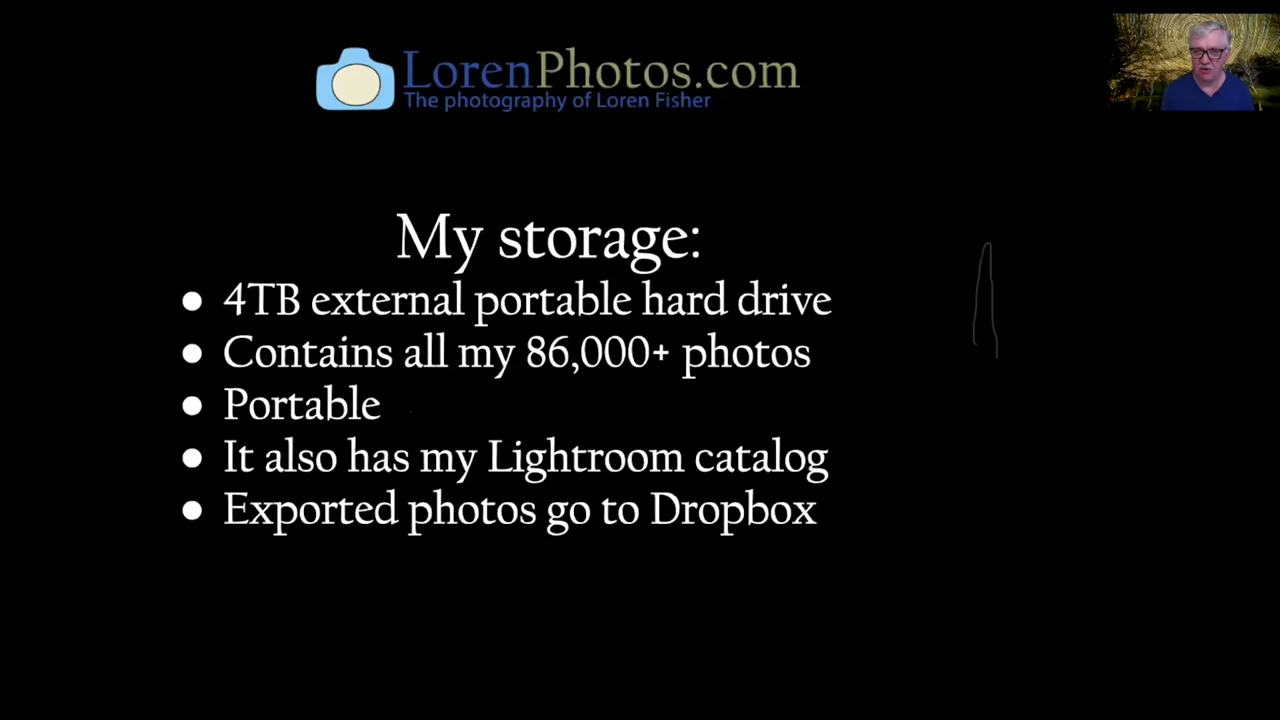 LorenPhotos.com
The photography of Loren Fisher
My storage:
● 4TB external portable hard drive
● Contains all my 86,000+ photos
● Portable
● It also has my Lightroom catalog
● Exported photos go to Dropbox